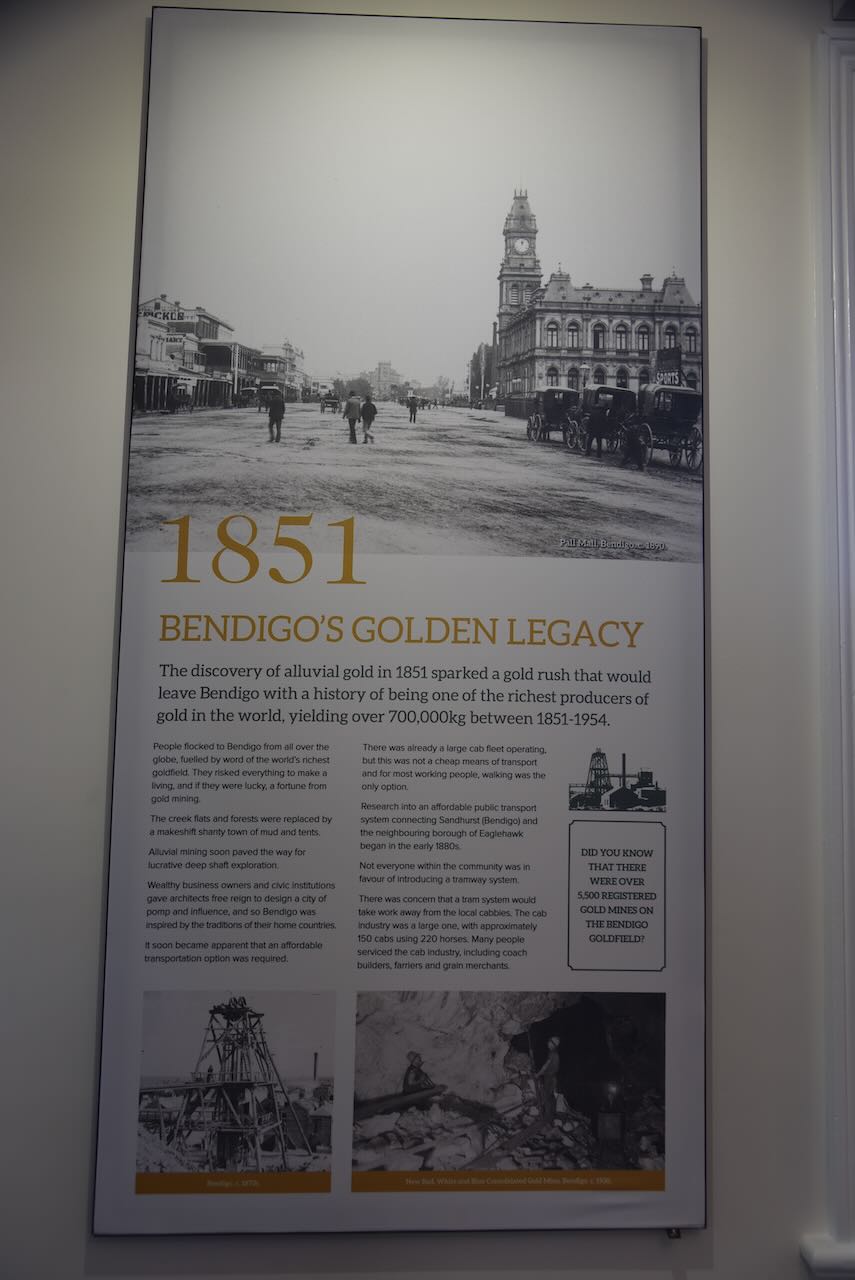 ICKLE
SPORTS
Pall Mall, Bendigo, c. 1890.
1851
BENDIGO'S GOLDEN LEGACY
The discovery of alluvial gold in 1851 sparked a gold rush that would
leave Bendigo with a history of being one of the richest producers of
gold in the world, yielding over 700,000kg between 1851-1954.
People flocked to Bendigo from all over the
globe, fuelled by word of the world's richest
goldfield. They risked everything to make a
living, and if they were lucky, a fortune from
gold mining.
The creek flats and forests were replaced by
a makeshift shanty town of mud and tents.
Alluvial mining soon paved the way for
lucrative deep shaft exploration.
Wealthy business owners and civic institutions
gave architects free reign to design a city of
pomp and influence, and so Bendigo was
inspired by the traditions of their home countries.
It soon became apparent that an affordable
transportation option was required.
There was already a large cab fleet operating,
but this was not a cheap means of transport
and for most working people, walking was the
only option.
Research into an affordable public transport
system connecting Sandhurst (Bendigo) and
the neighbouring borough of Eaglehawk
began in the early 1880s.
Not everyone within the community was in
favour of introducing a tramway system.
There was concern that a tram system would
take work away from the local cabbies. The cab
industry was a large one, with approximately
150 cabs using 220 horses. Many people
serviced the cab industry, including coach
builders, farriers and grain merchants.
DID YOU KNOW
THAT THERE
WERE OVER
5,500 REGISTERED
GOLD MINES ON
THE BENDIGO
GOLDFIELD?
Bendigo, c. 1870s.
New Red, White and Blue Consolidated Gold Mine, Bendigo